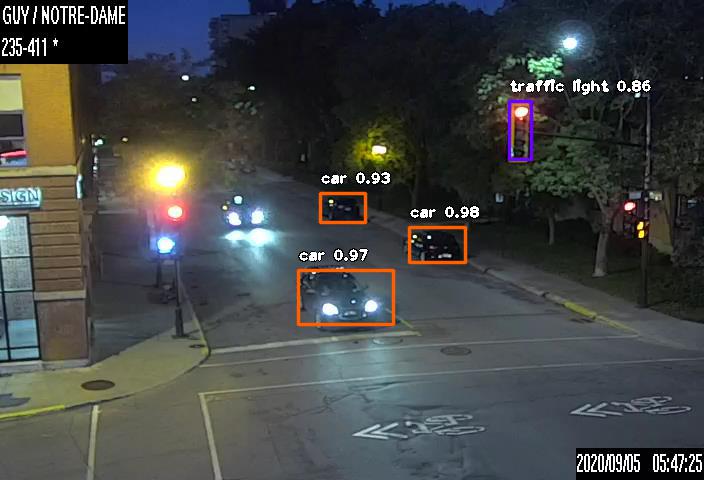 GUY / NOTRE-DAME
235-411 *
traffic light 0.86
car 0.93
car 0.98
SIGN
car 0.97
2020/09/05 05:47:25